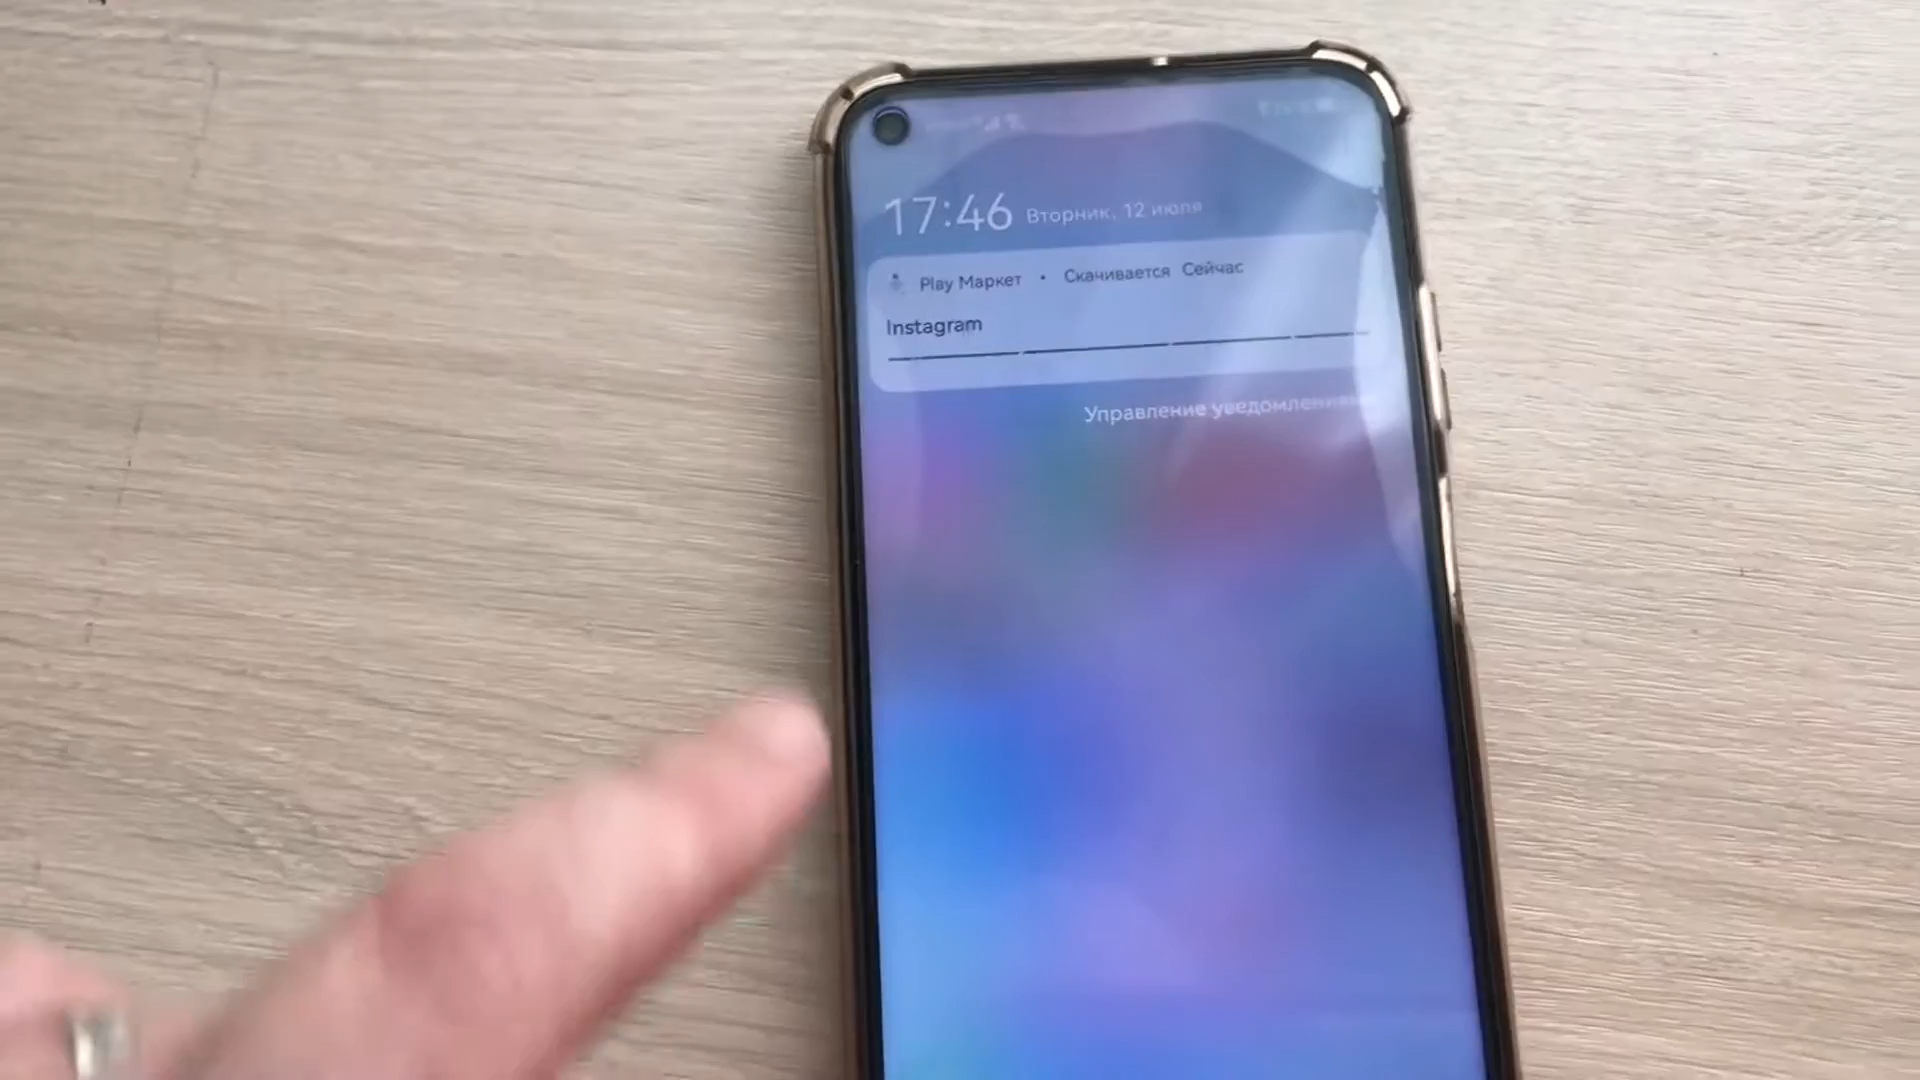 17:46 Вторник, 12 июля
Play Маркет • Скачивается Сейчас
Instagram
Управление уведомлениями